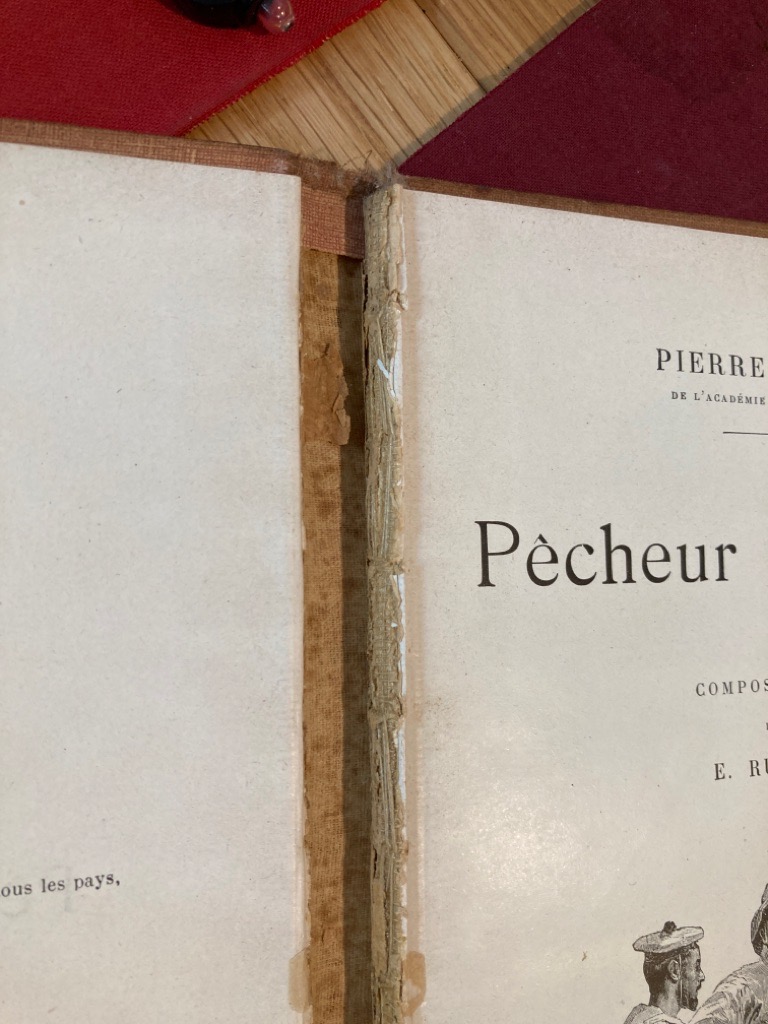 PIERRE
DE L'ACADÉMIE
Pêcheur
COMPOS
E. RU
ous les pays,